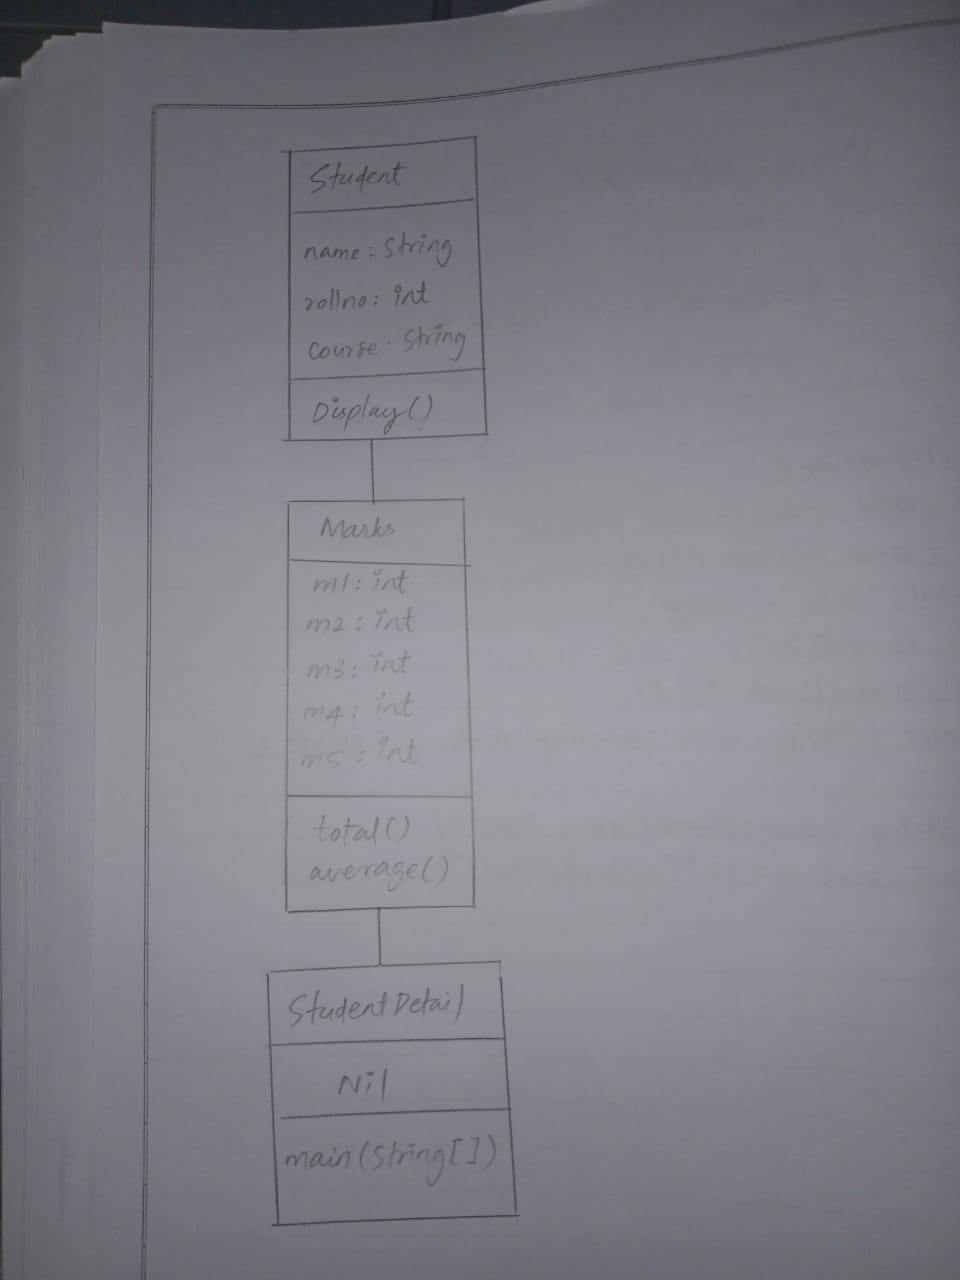 Student
name: String
rollno: int
course: String
Display()
Marks
m1: int
m2: int
m3: int
m4: int
m5: int
total()
average()
StudentDetail
Nil
main(String[])